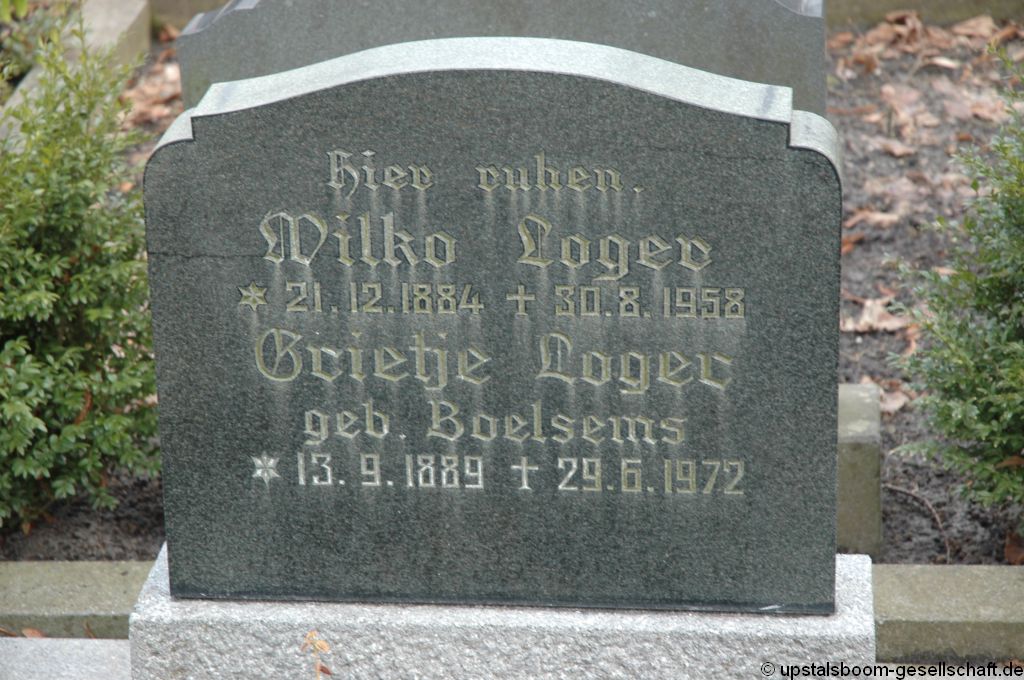 Hier ruhen.
Wilko Loger
* 21.12.1884 † 30.8.1958
Grietje Loger
geb. Boelsems
* 13.9.1889 † 29.6.1972
© upstalsboom-gesellschaft.de